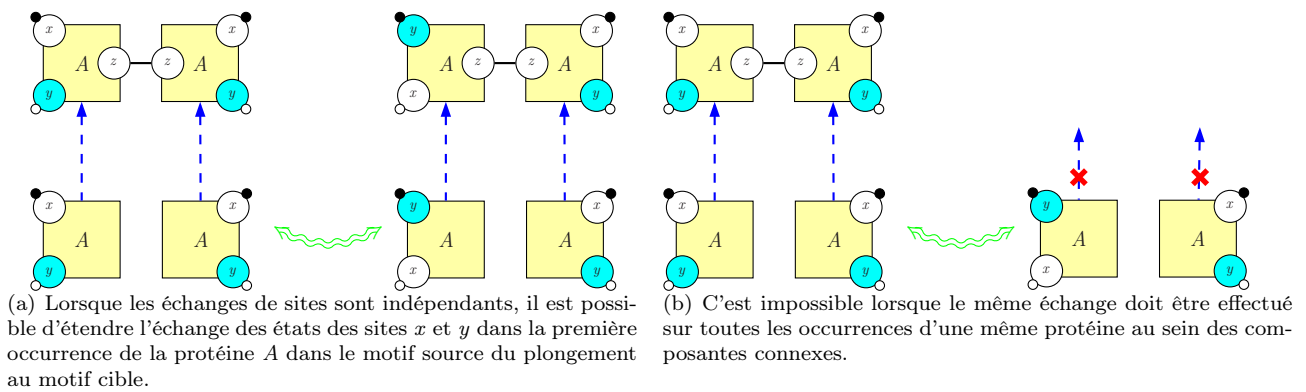 x x y x x x
A z z A A z z A A z z A
y y x y y y
x x y x x x y x
A A A A A A A A
y y x y y y x y
(a) Lorsque les échanges de sites sont indépendants, il est possi-
ble d'étendre l'échange des états des sites x et y dans la première
occurrence de la protéine A dans le motif source du plongement
au motif cible.
(b) C'est impossible lorsque le même échange doit être effectué
sur toutes les occurrences d'une même protéine au sein des com-
posantes connexes.